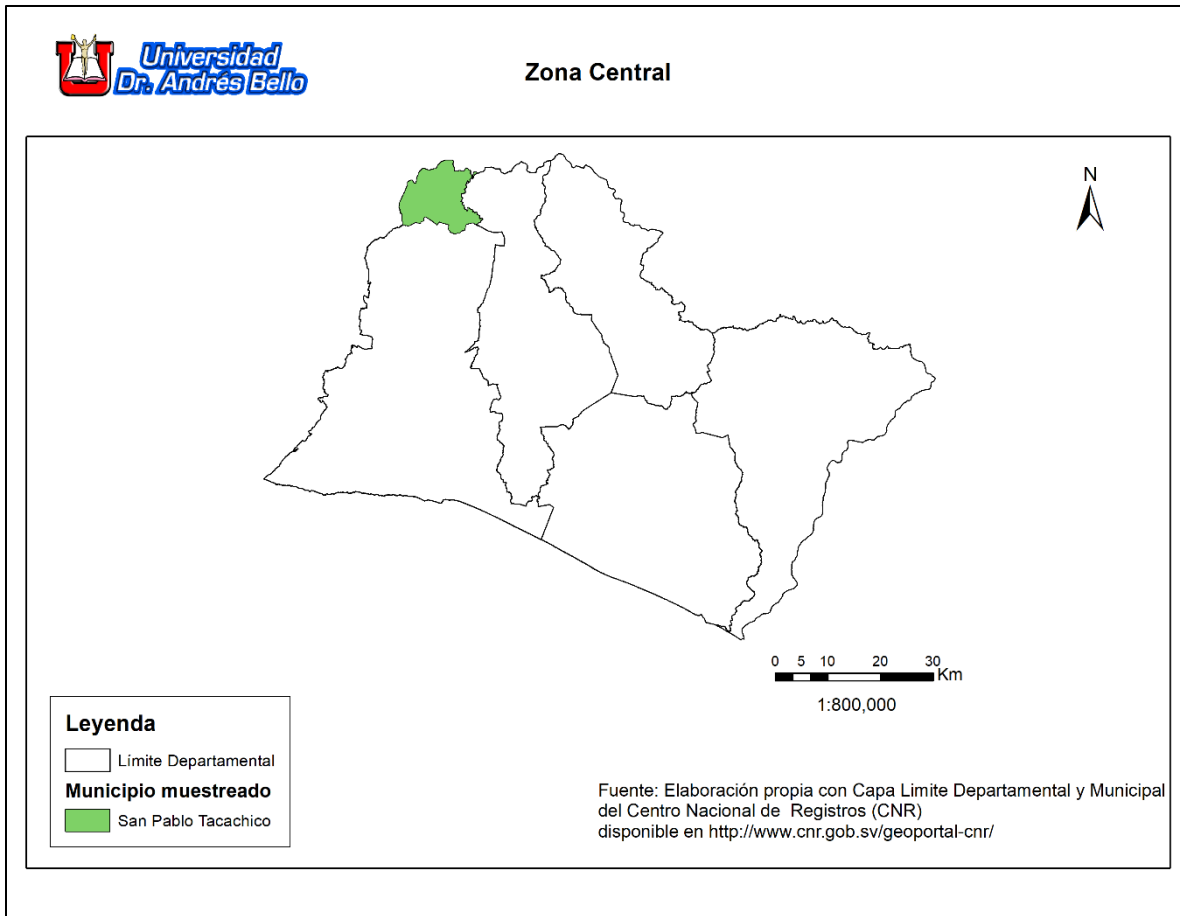 Universidad
Dr. Andrés Bello
Zona Central
N
0 5 10 20 30
Km
1:800,000
Leyenda
Límite Departamental
Municipio muestreado
San Pablo Tacachico
Fuente: Elaboración propia con Capa Limite Departamental y Municipal
del Centro Nacional de Registros (CNR)
disponible en http://www.cnr.gob.sv/geoportal-cnr/